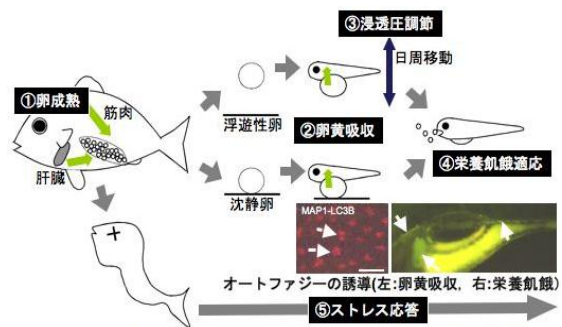 ③浸透圧調節
日周移動
①卵成熟
筋肉
肝臓
浮遊性卵
②卵黄吸収
④栄養飢餓適応
沈静卵
MAP1-LC3B
オートファジーの誘導(左:卵黄吸収, 右:栄養飢餓)
⑤ストレス応答